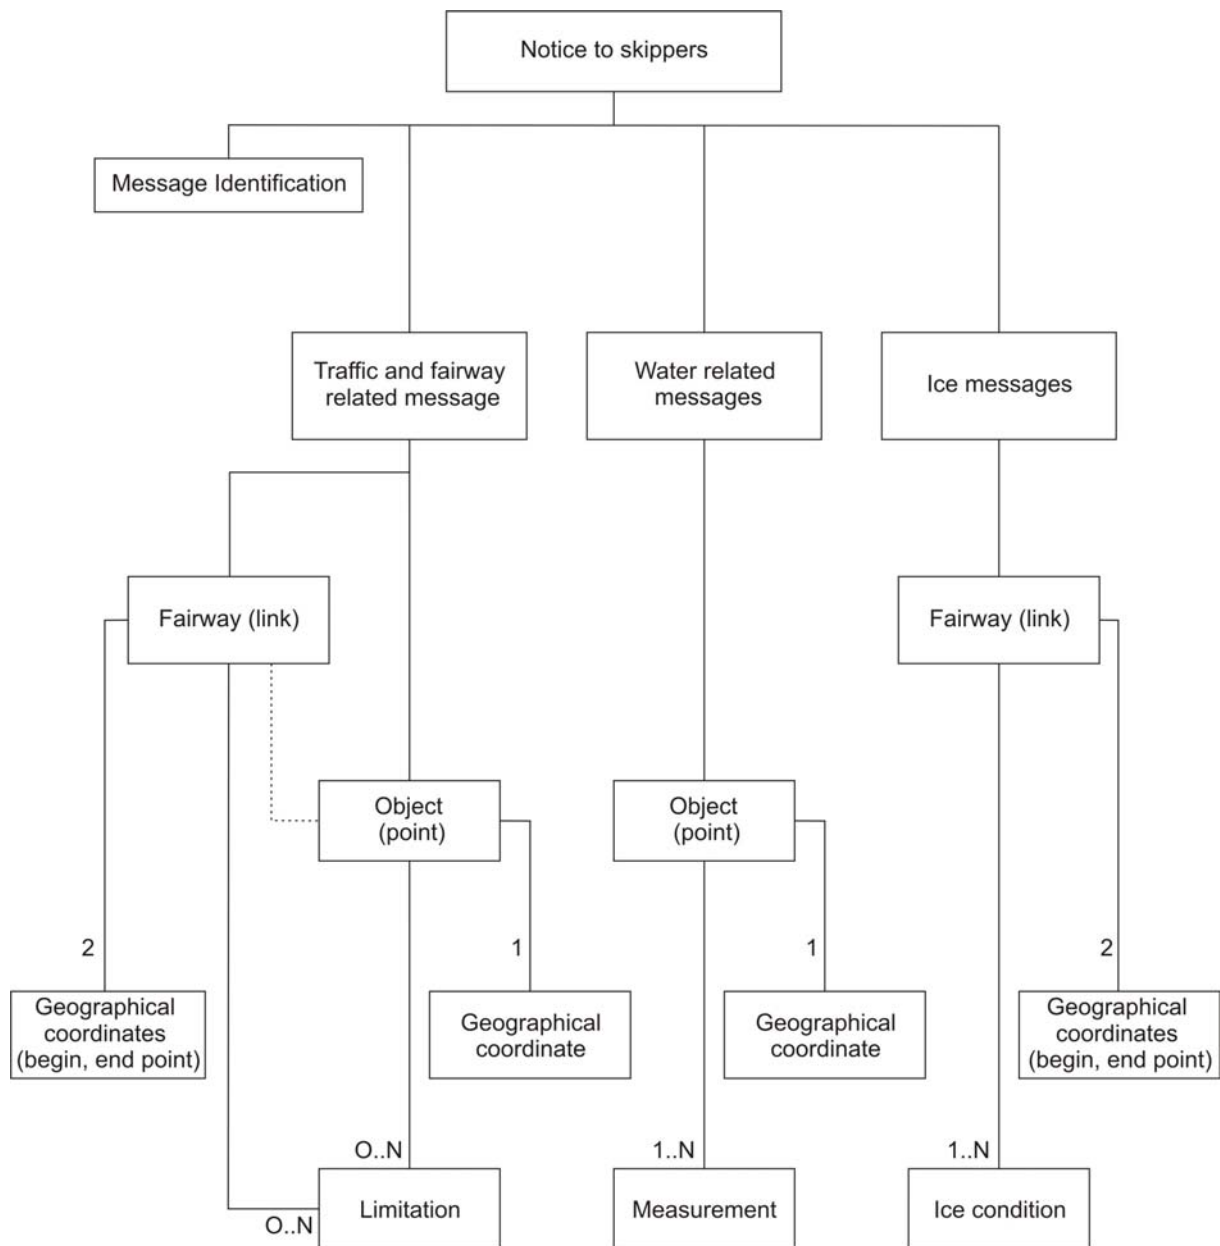 Notice to skippers
Message Identification
Traffic and fairway
related message
Water related
messages
Ice messages
Fairway (link)
Fairway (link)
Object
(point)
Object
(point)
2
1
1
2
Geographical
coordinates
(begin, end point)
Geographical
coordinate
Geographical
coordinate
Geographical
coordinates
(begin, end point)
O..N
1..N
1..N
O..N
Limitation
Measurement
Ice condition